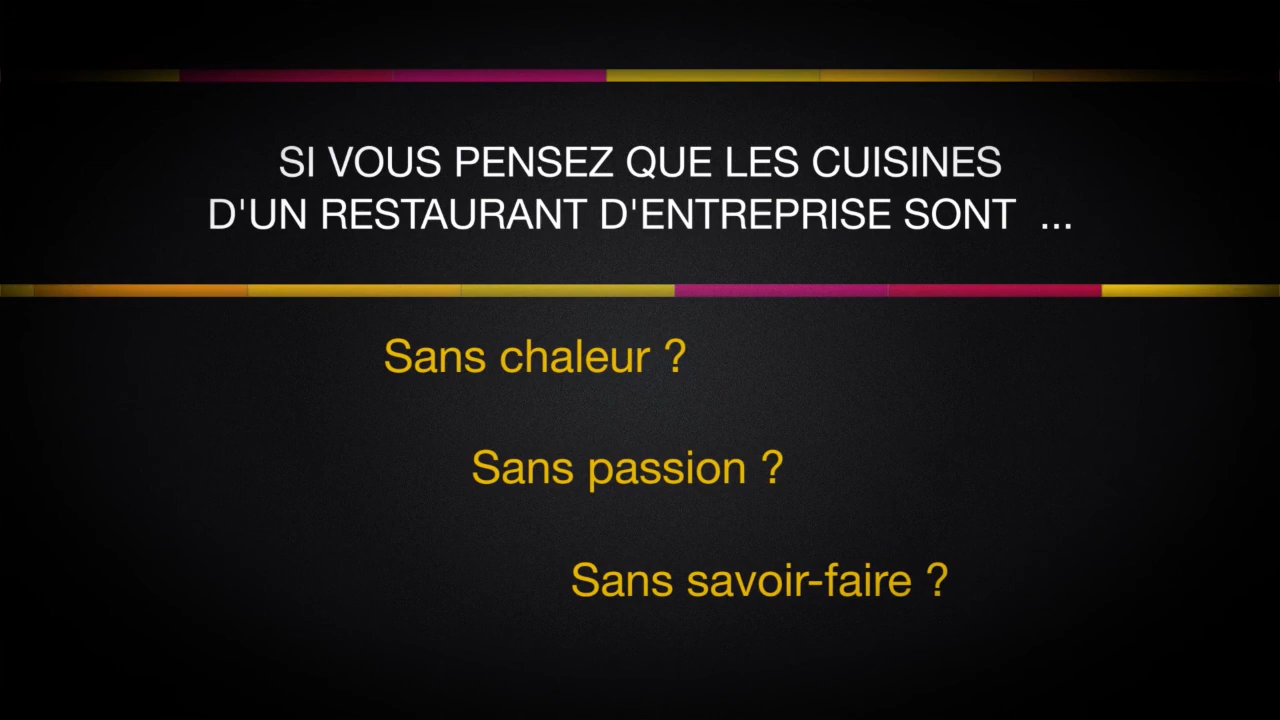 SI VOUS PENSEZ QUE LES CUISINES
D'UN RESTAURANT D'ENTREPRISE SONT ...
Sans chaleur ?
Sans passion ?
Sans savoir-faire ?